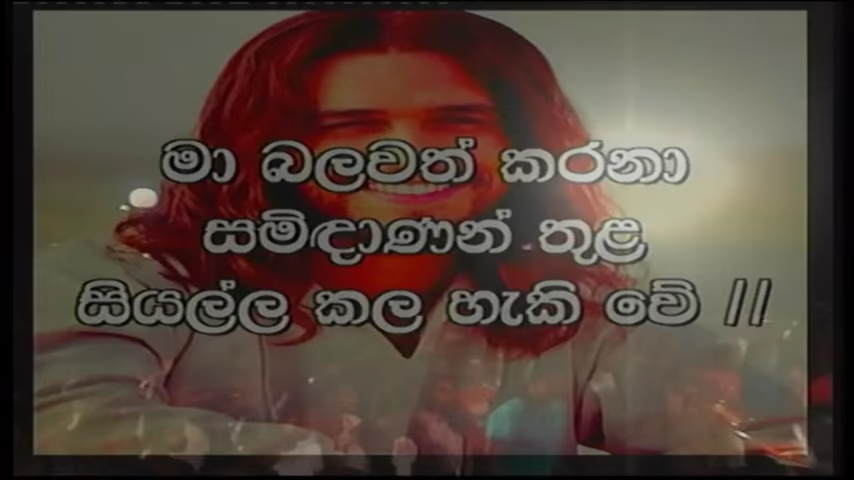 මා බලවත් කරනා
සමිඳාණන් තුළ
සියල්ල කල හැකි වේ //